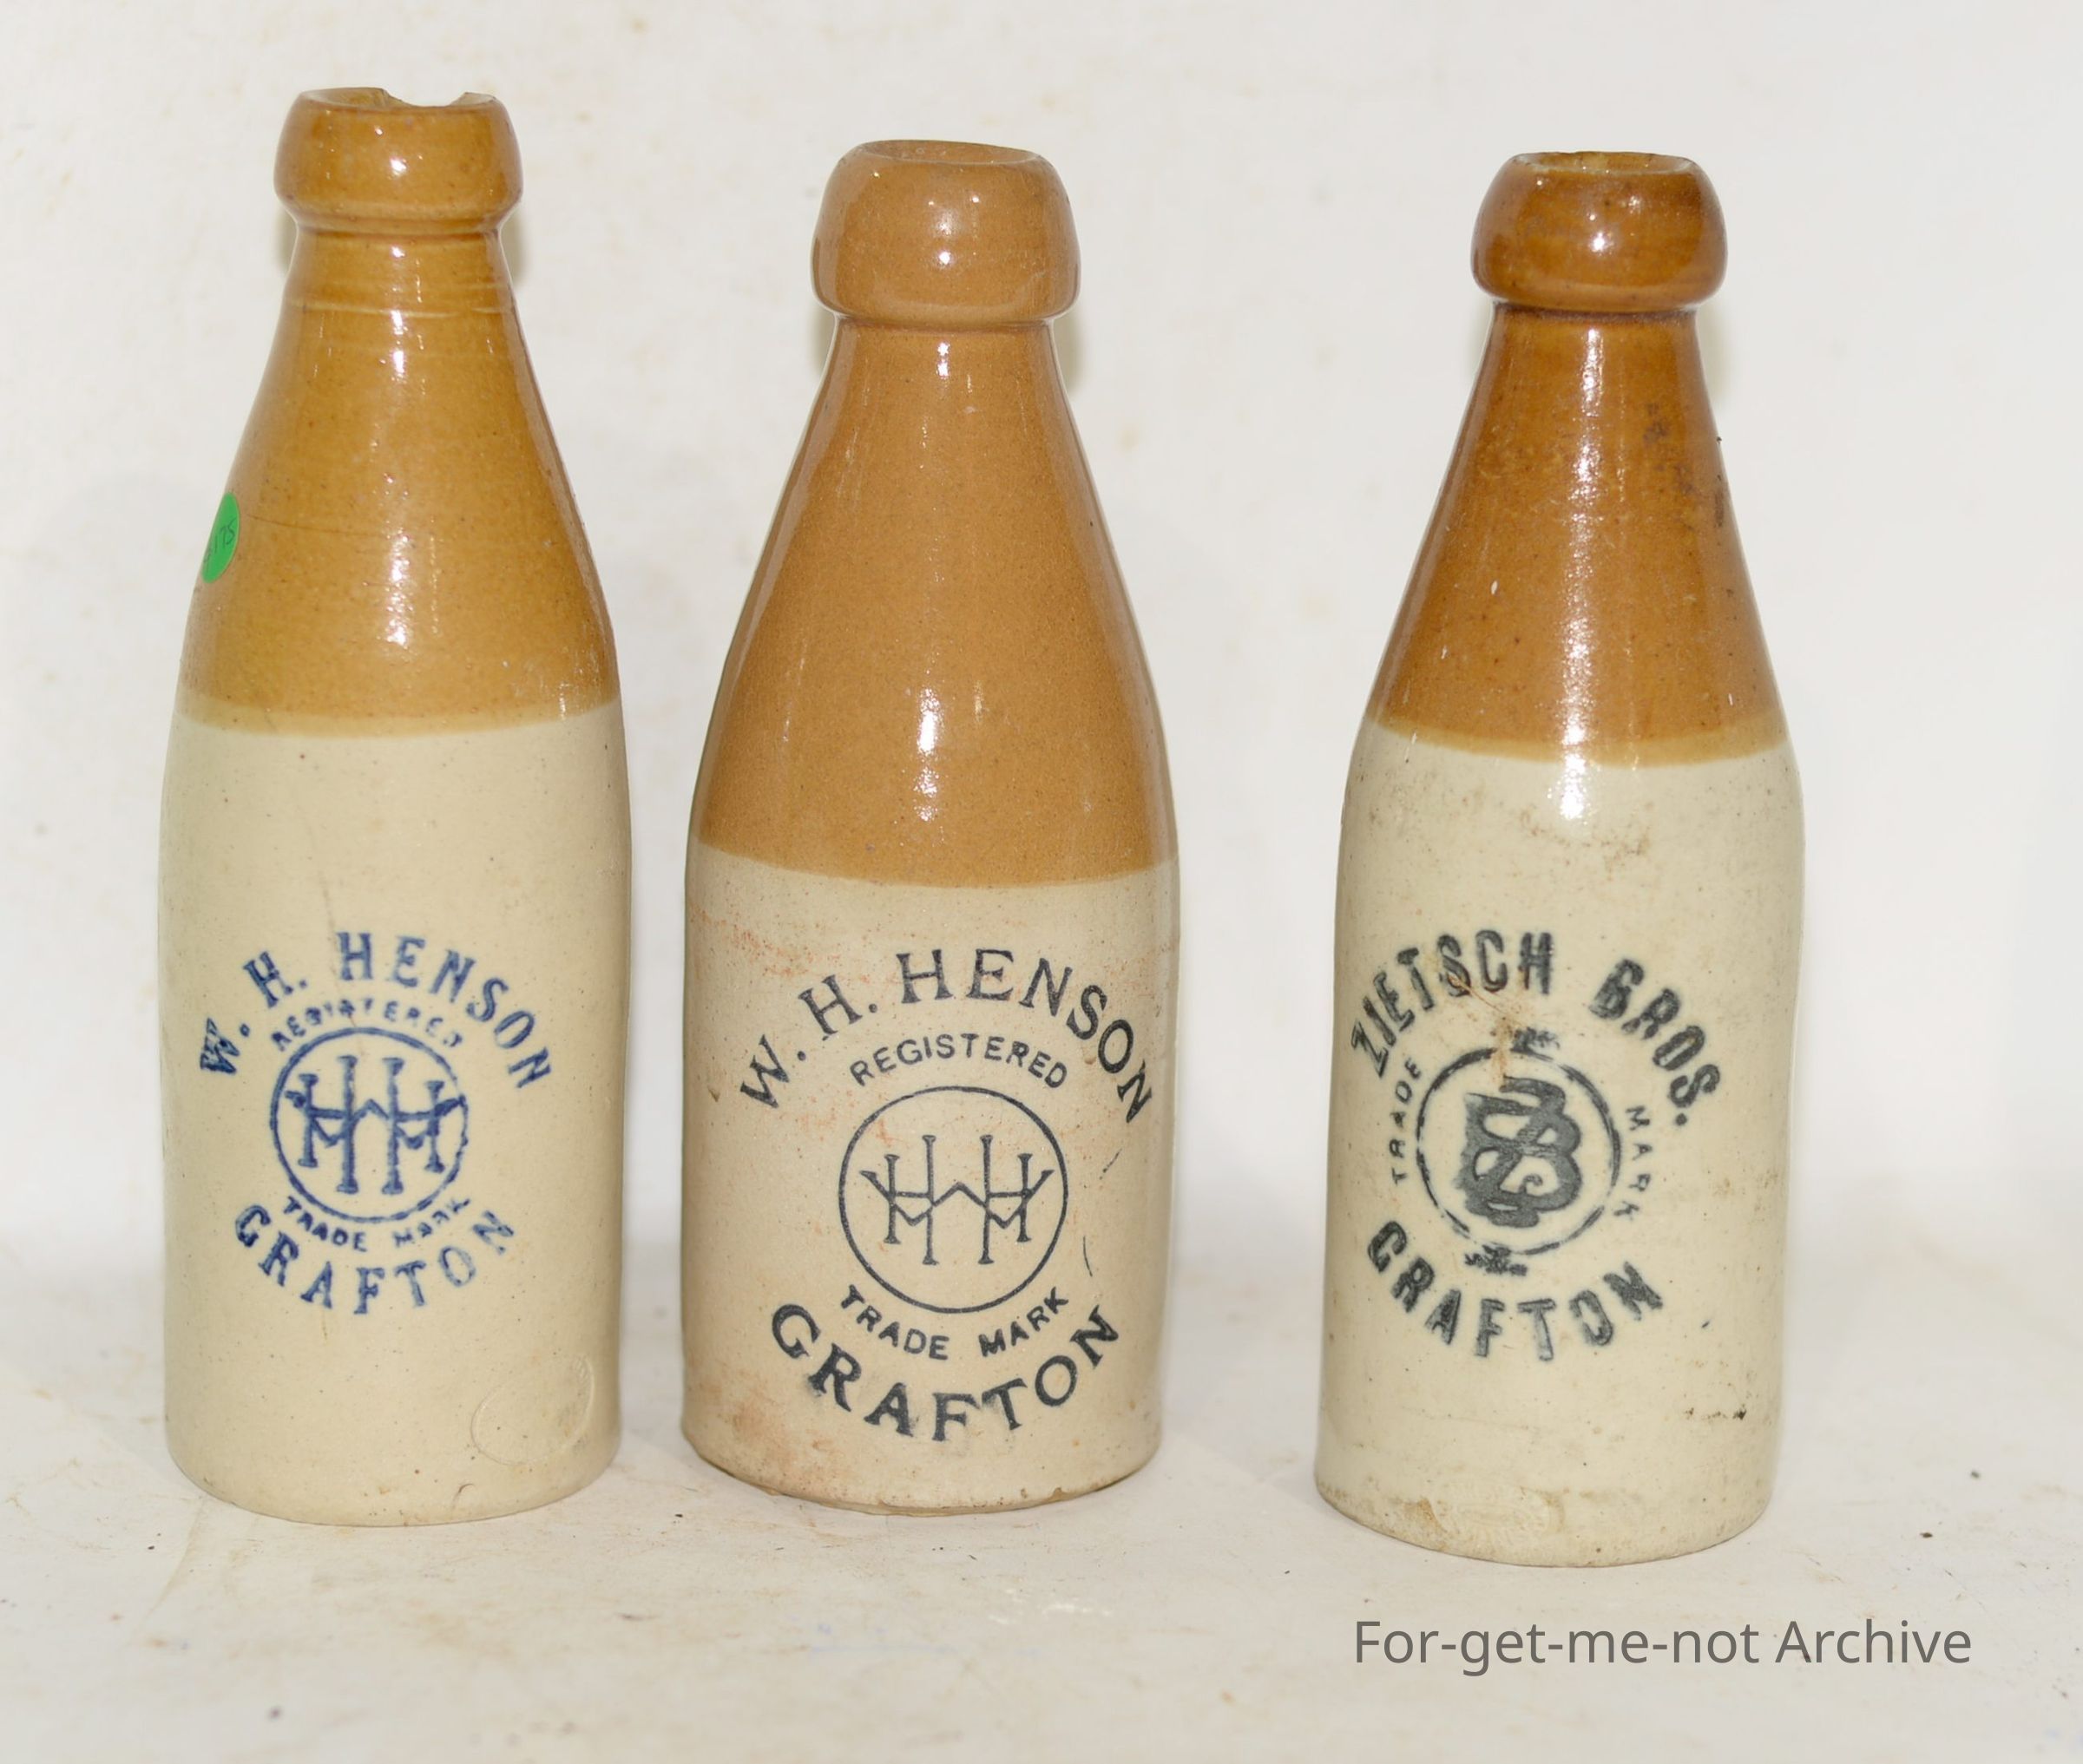 W. H. HENSON
REGISTERED
TRADE MARK
GRAFTON
W. H. HENSON
REGISTERED
TRADE MARK
GRAFTON
ZIETSCH BROS.
TRADE MARK
GRAFTON
For-get-me-not Archive